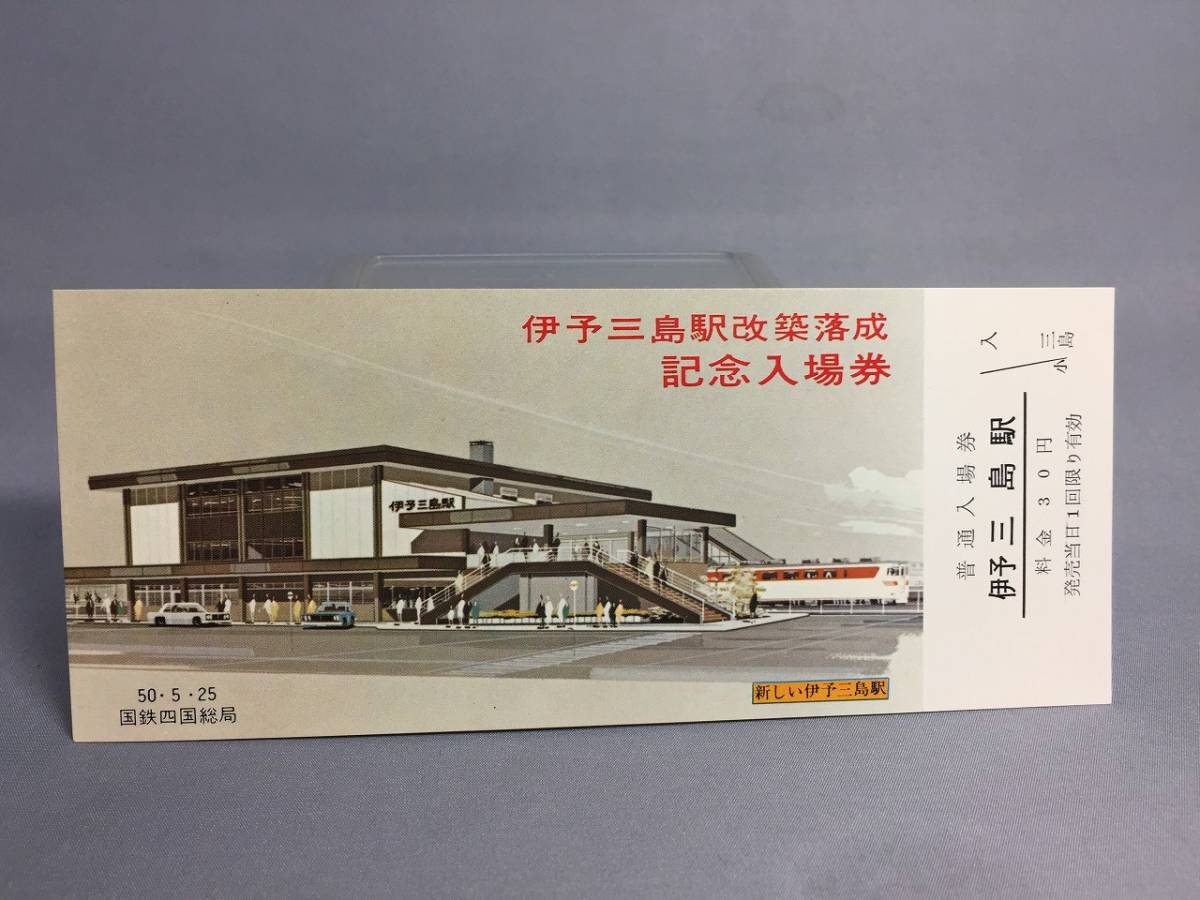 伊予三島駅改築落成
記念入場券
伊予三島駅
新しい伊予三島駅
50・5・25
国鉄四国総局
普通入場券
伊予三島駅
料金30円
発売当日1回限り有効
入
小
三島